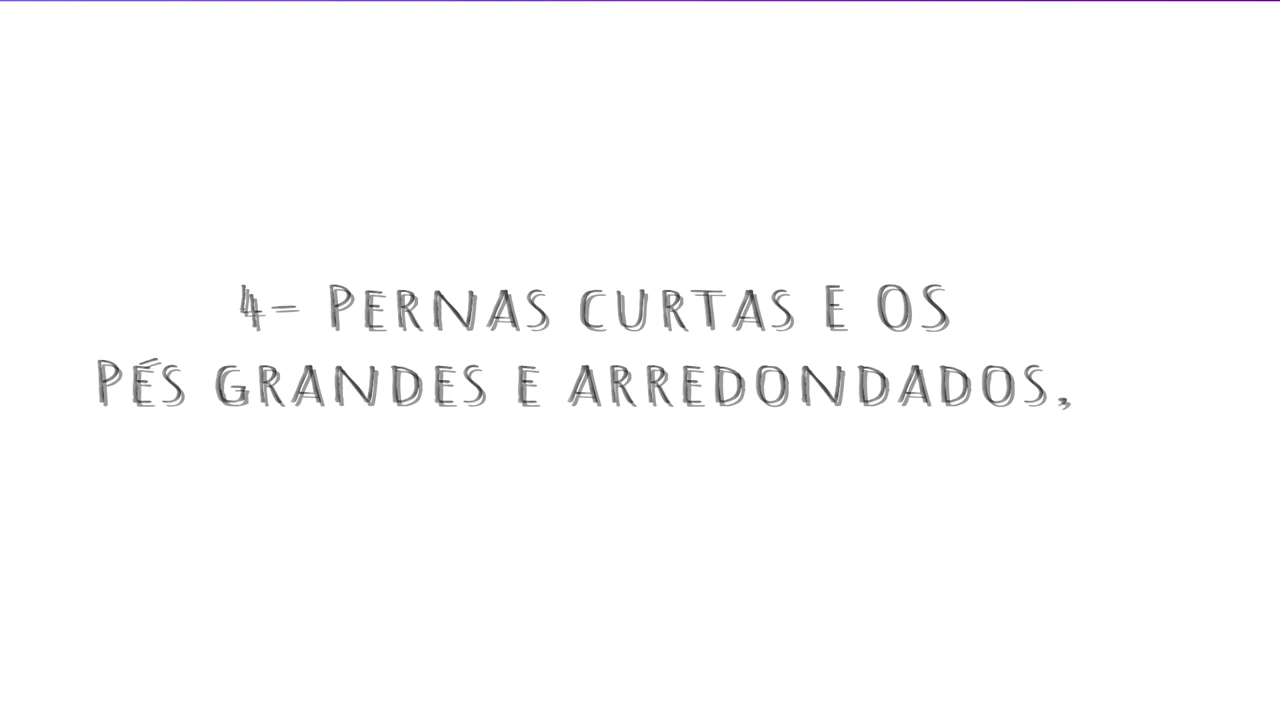 4- PERNAS CURTAS E OS
PÉS GRANDES E ARREDONDADOS,